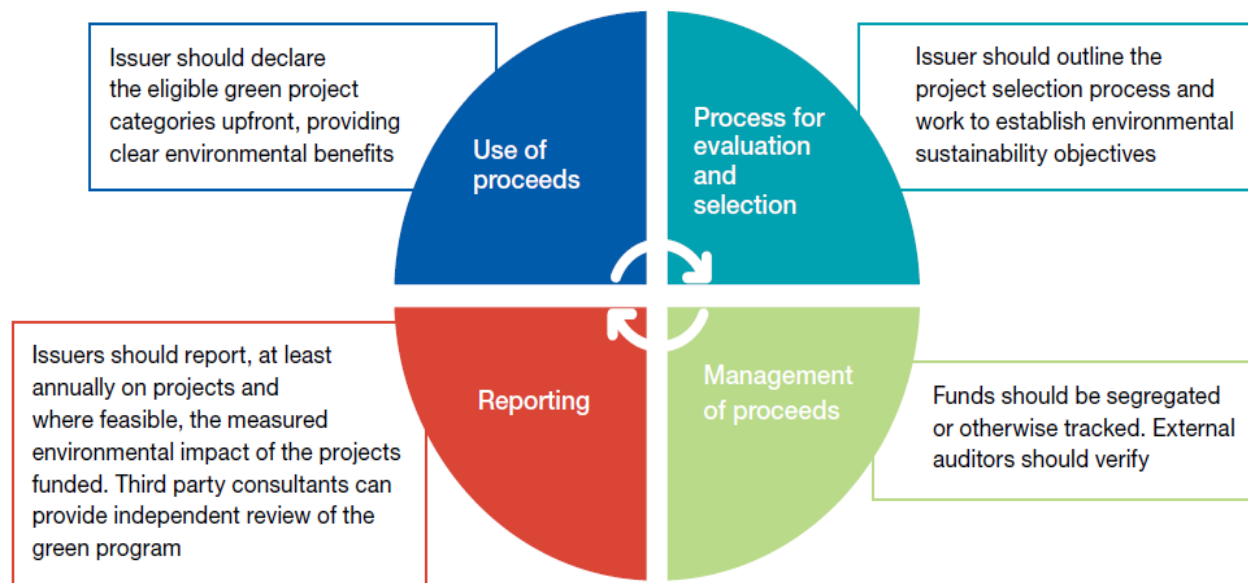 Issuer should declare
the eligible green project
categories upfront, providing
clear environmental benefits
Use of
proceeds
Process for
evaluation
and
selection
Issuer should outline the
project selection process and
work to establish environmental
sustainability objectives
Issuers should report, at least
annually on projects and
where feasible, the measured
environmental impact of the projects
funded. Third party consultants can
provide independent review of the
green program
Reporting
Management
of proceeds
Funds should be segregated
or otherwise tracked. External
auditors should verify